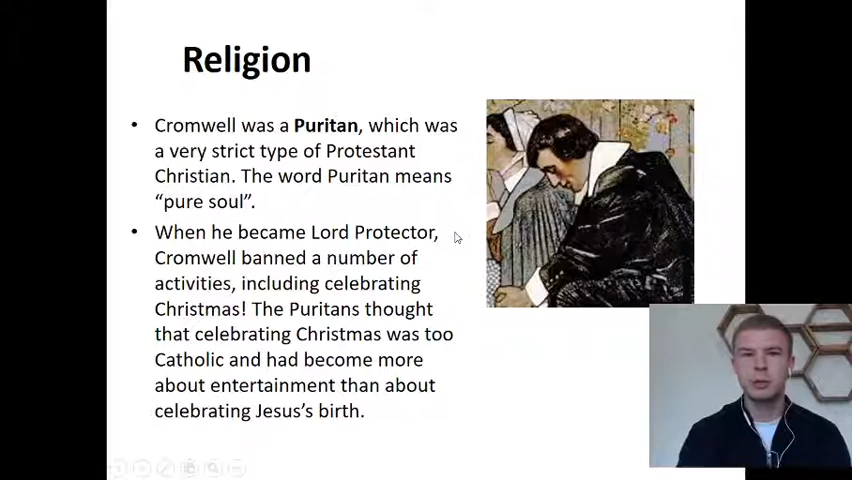 Religion
• Cromwell was a Puritan, which was
a very strict type of Protestant
Christian. The word Puritan means
“pure soul”.
• When he became Lord Protector,
Cromwell banned a number of
activities, including celebrating
Christmas! The Puritans thought
that celebrating Christmas was too
Catholic and had become more
about entertainment than about
celebrating Jesus’s birth.